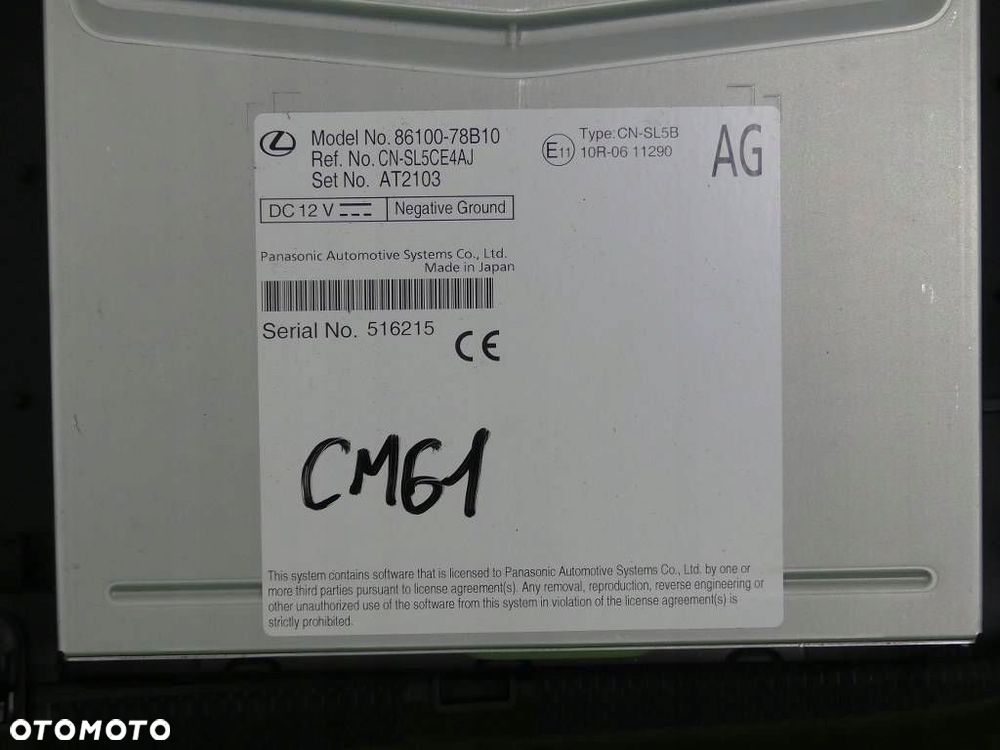 Model No. 86100-78B10
Ref. No. CN-SL5CE4AJ
Set No. AT2103
E11
Type: CN-SL5B
10R-06 11290
AG
DC 12 V
Negative Ground
Panasonic Automotive Systems Co., Ltd.
Made in Japan
Serial No. 516215
CE
CM61
This system contains software that is licensed to Panasonic Automotive Systems Co., Ltd. by one or
more third parties pursuant to license agreement(s). Any removal, reproduction, reverse engineering or
other unauthorized use of the software from this system in violation of the license agreement(s) is
strictly prohibited.
OTOMOTO